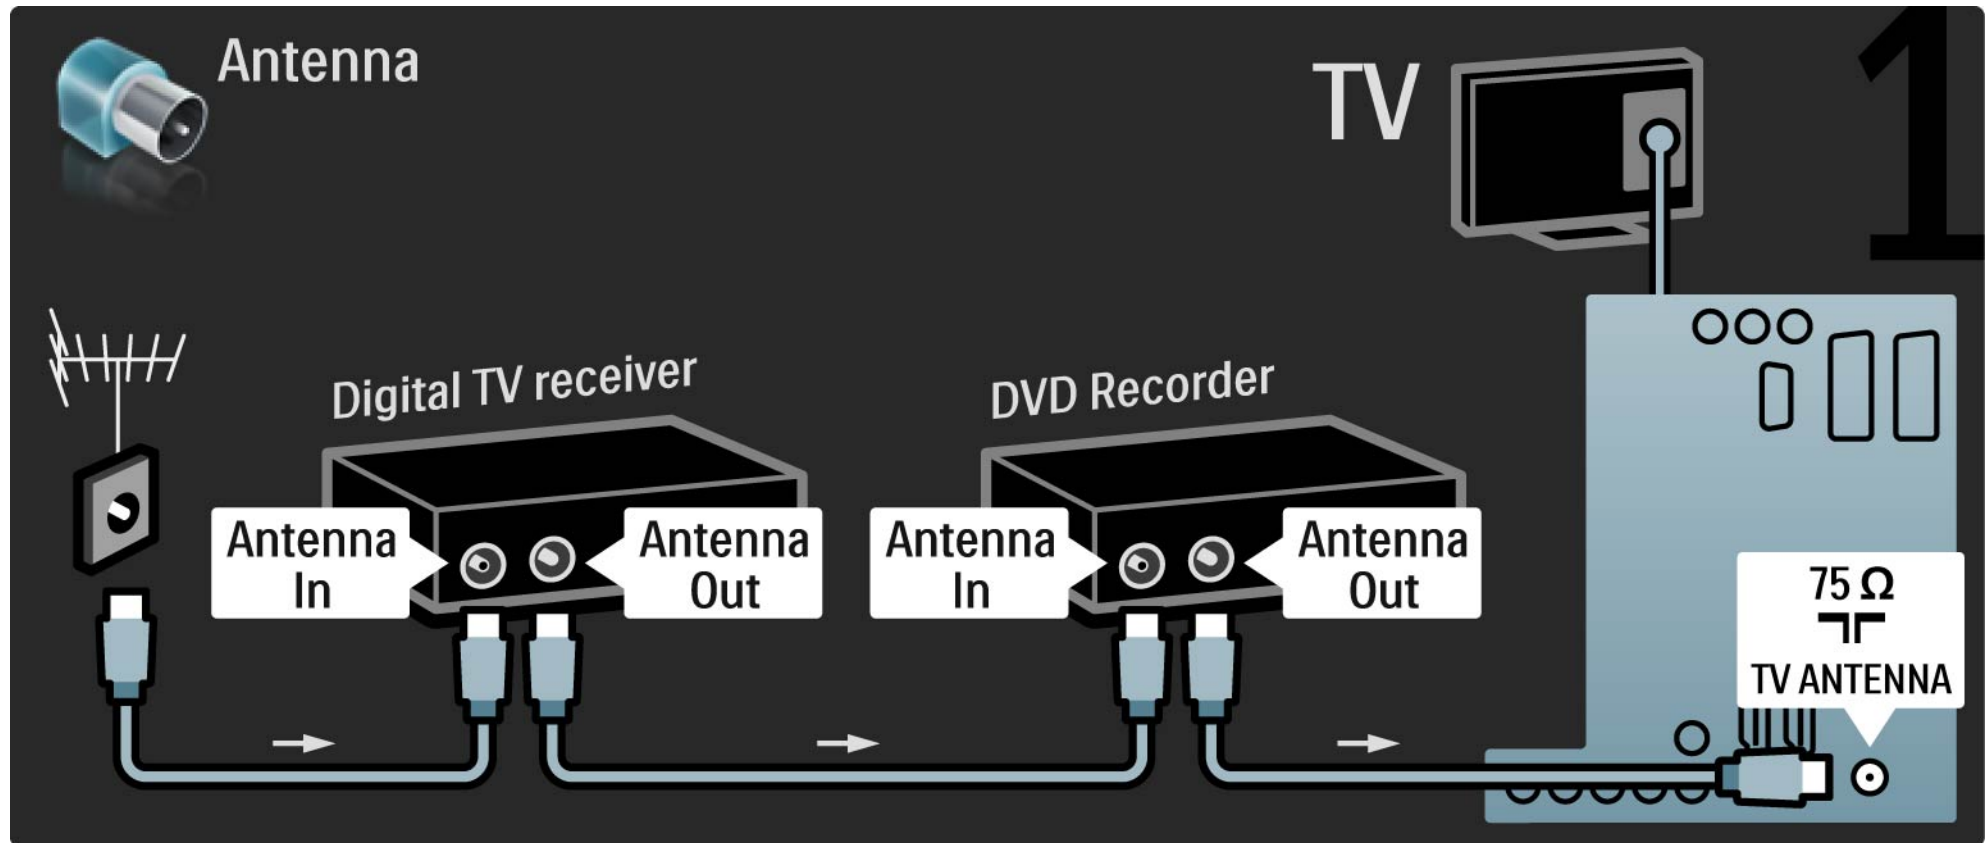 Antenna
TV
1
Digital TV receiver
DVD Recorder
Antenna
In
Antenna
Out
Antenna
In
Antenna
Out
75 Ω
TV ANTENNA